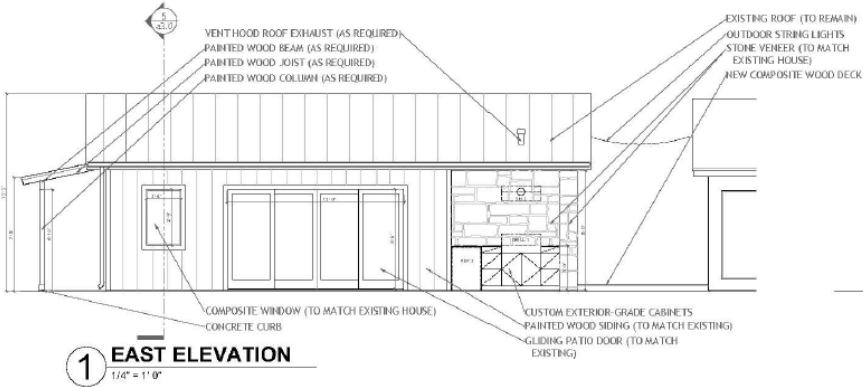 5
a3.0
VENT HOOD ROOF EXHAUST (AS REQUIRED)
PAINTED WOOD BEAM (AS REQUIRED)
PAINTED WOOD JOIST (AS REQUIRED)
PAINTED WOOD COLUMN (AS REQUIRED)
EXISTING ROOF (TO REMAIN)
OUTDOOR STRING LIGHTS
STONE VENEER (TO MATCH
EXISTING HOUSE)
NEW COMPOSITE WOOD DECK
COMPOSITE WINDOW (TO MATCH EXISTING HOUSE)
CONCRETE CURB
CUSTOM EXTERIOR-GRADE CABINETS
PAINTED WOOD SIDING (TO MATCH EXISTING)
GLIDING PATIO DOOR (TO MATCH
EXISTING)
1 EAST ELEVATION
1/4" = 1' 0"